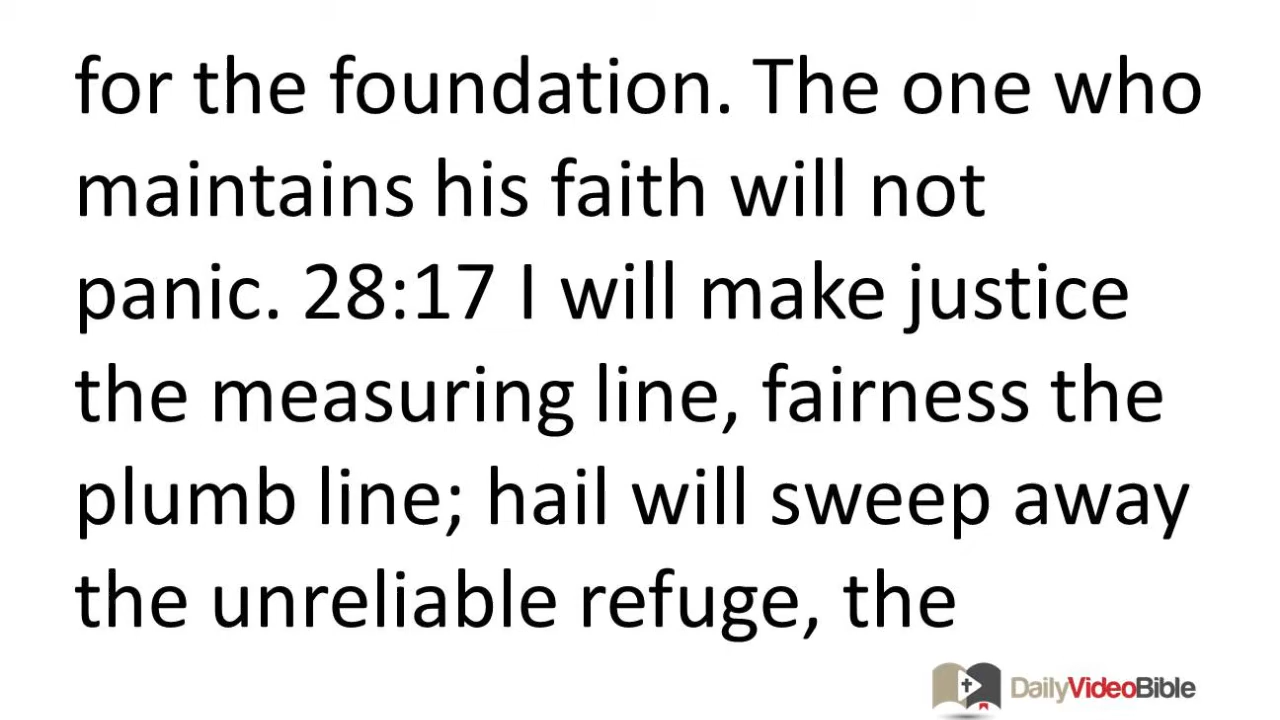 for the foundation. The one who
maintains his faith will not
panic. 28:17 I will make justice
the measuring line, fairness the
plumb line; hail will sweep away
the unreliable refuge, the
DailyVideoBible